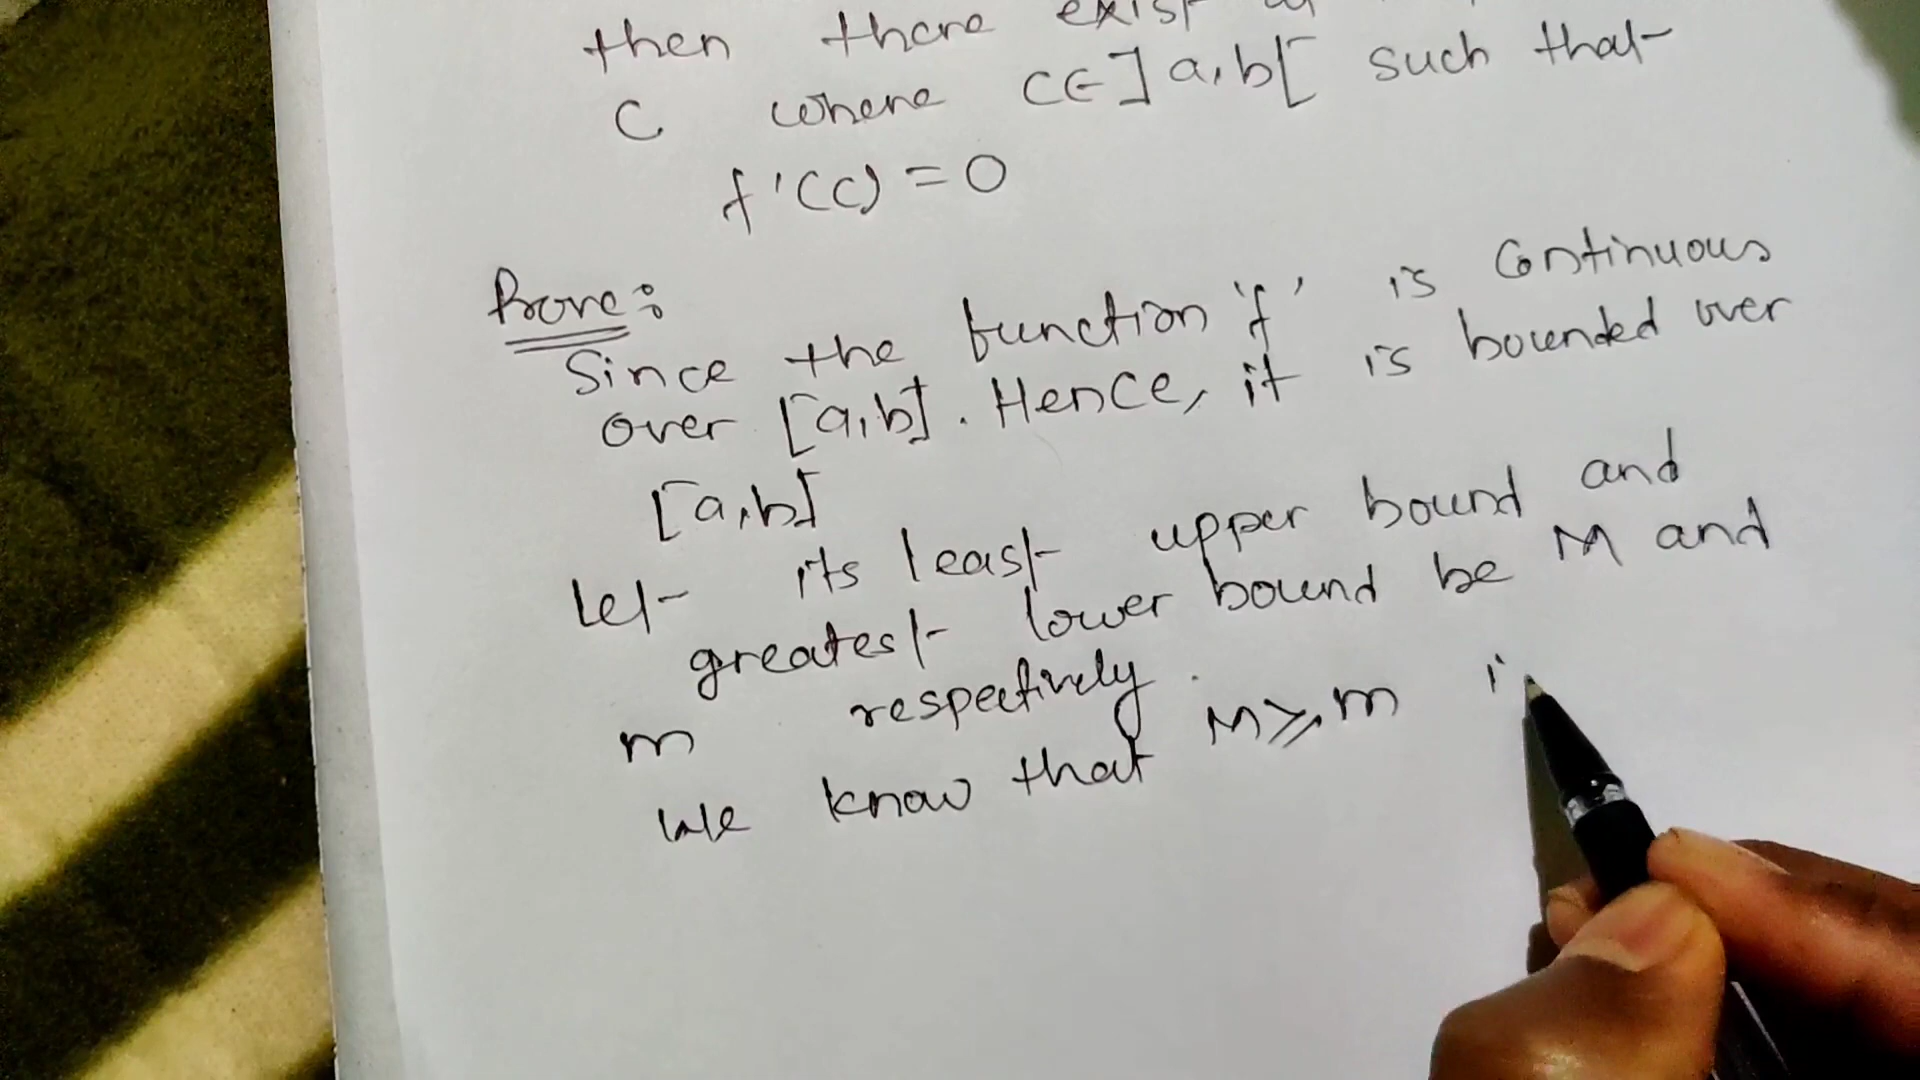 then there exist a
C where C∈]a,b[ such that
f'(c) = 0
Prove:
Since the function 'f' is continuous
over [a,b]. Hence, it is bounded over
[a,b]
Let its least upper bound and
greatest lower bound be M and
m respectively.
We know that M ≥ m i